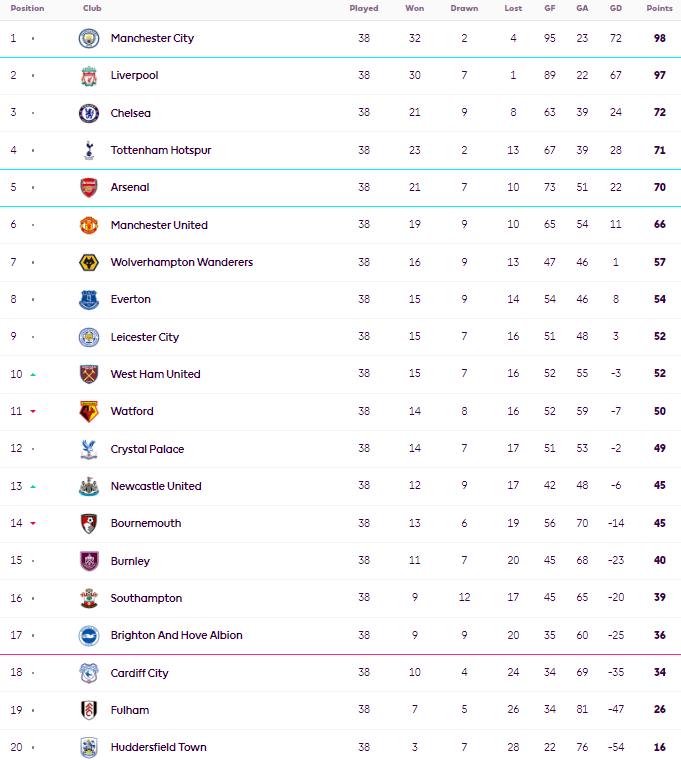 Position Club Played Won Drawn Lost GF GA GD Points
1 Manchester City 38 32 2 4 95 23 72 98
2 Liverpool 38 30 7 1 89 22 67 97
3 Chelsea 38 21 9 8 63 39 24 72
4 Tottenham Hotspur 38 23 2 13 67 39 28 71
5 Arsenal 38 21 7 10 73 51 22 70
6 Manchester United 38 19 9 10 65 54 11 66
7 Wolverhampton Wanderers 38 16 9 13 47 46 1 57
8 Everton 38 15 9 14 54 46 8 54
9 Leicester City 38 15 7 16 51 48 3 52
10 West Ham United 38 15 7 16 52 55 -3 52
11 Watford 38 14 8 16 52 59 -7 50
12 Crystal Palace 38 14 7 17 51 53 -2 49
13 Newcastle United 38 12 9 17 42 48 -6 45
14 Bournemouth 38 13 6 19 56 70 -14 45
15 Burnley 38 11 7 20 45 68 -23 40
16 Southampton 38 9 12 17 45 65 -20 39
17 Brighton And Hove Albion 38 9 9 20 35 60 -25 36
18 Cardiff City 38 10 4 24 34 69 -35 34
19 Fulham 38 7 5 26 34 81 -47 26
20 Huddersfield Town 38 3 7 28 22 76 -54 16